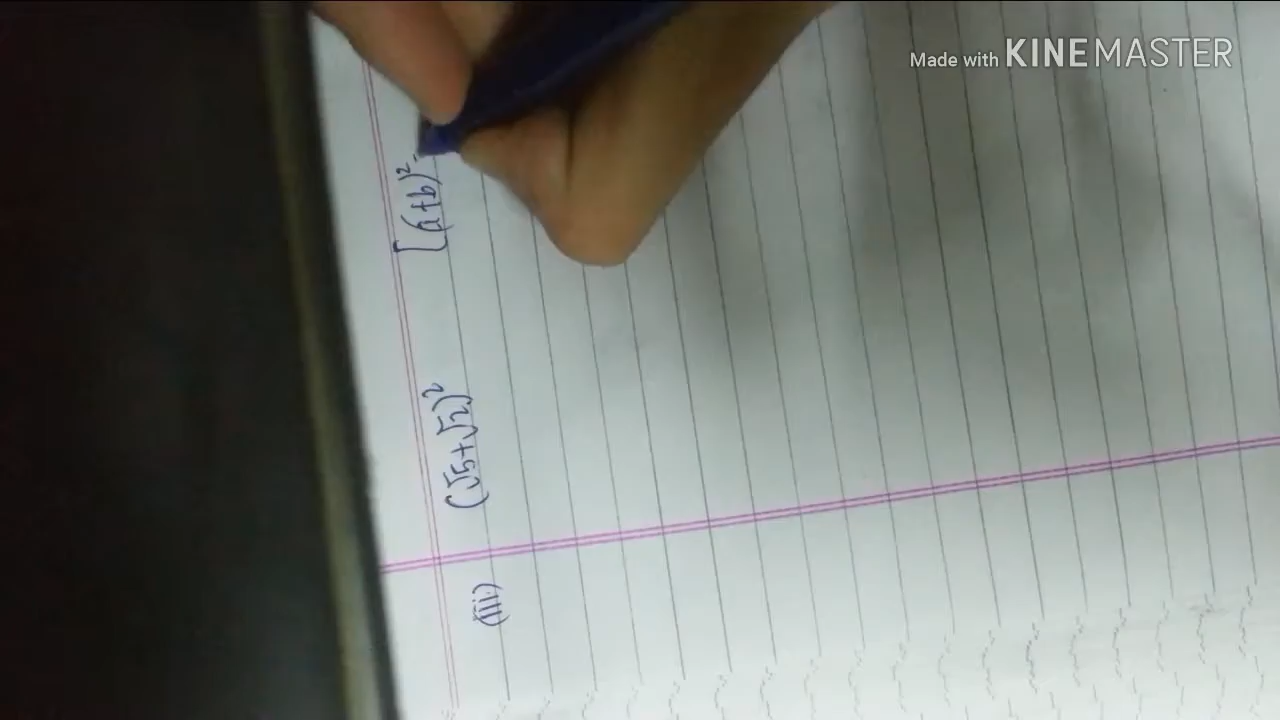 Made with KINEMASTER
(iii) (√5+√2)² [(a+b)²